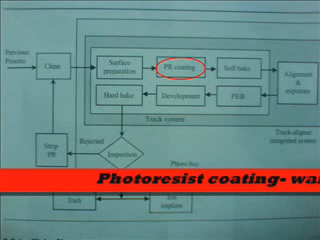 Previous
Process
Clean
Surface
preparation
PR coating
Soft bake
Alignment
& exposure
Hard bake
Development
PEB
Track system
Track-aligner
integrated system
Strip
PR
Rejected
Inspection
Photo bay
Photoresist coating- wa
Etch
Ion
implant